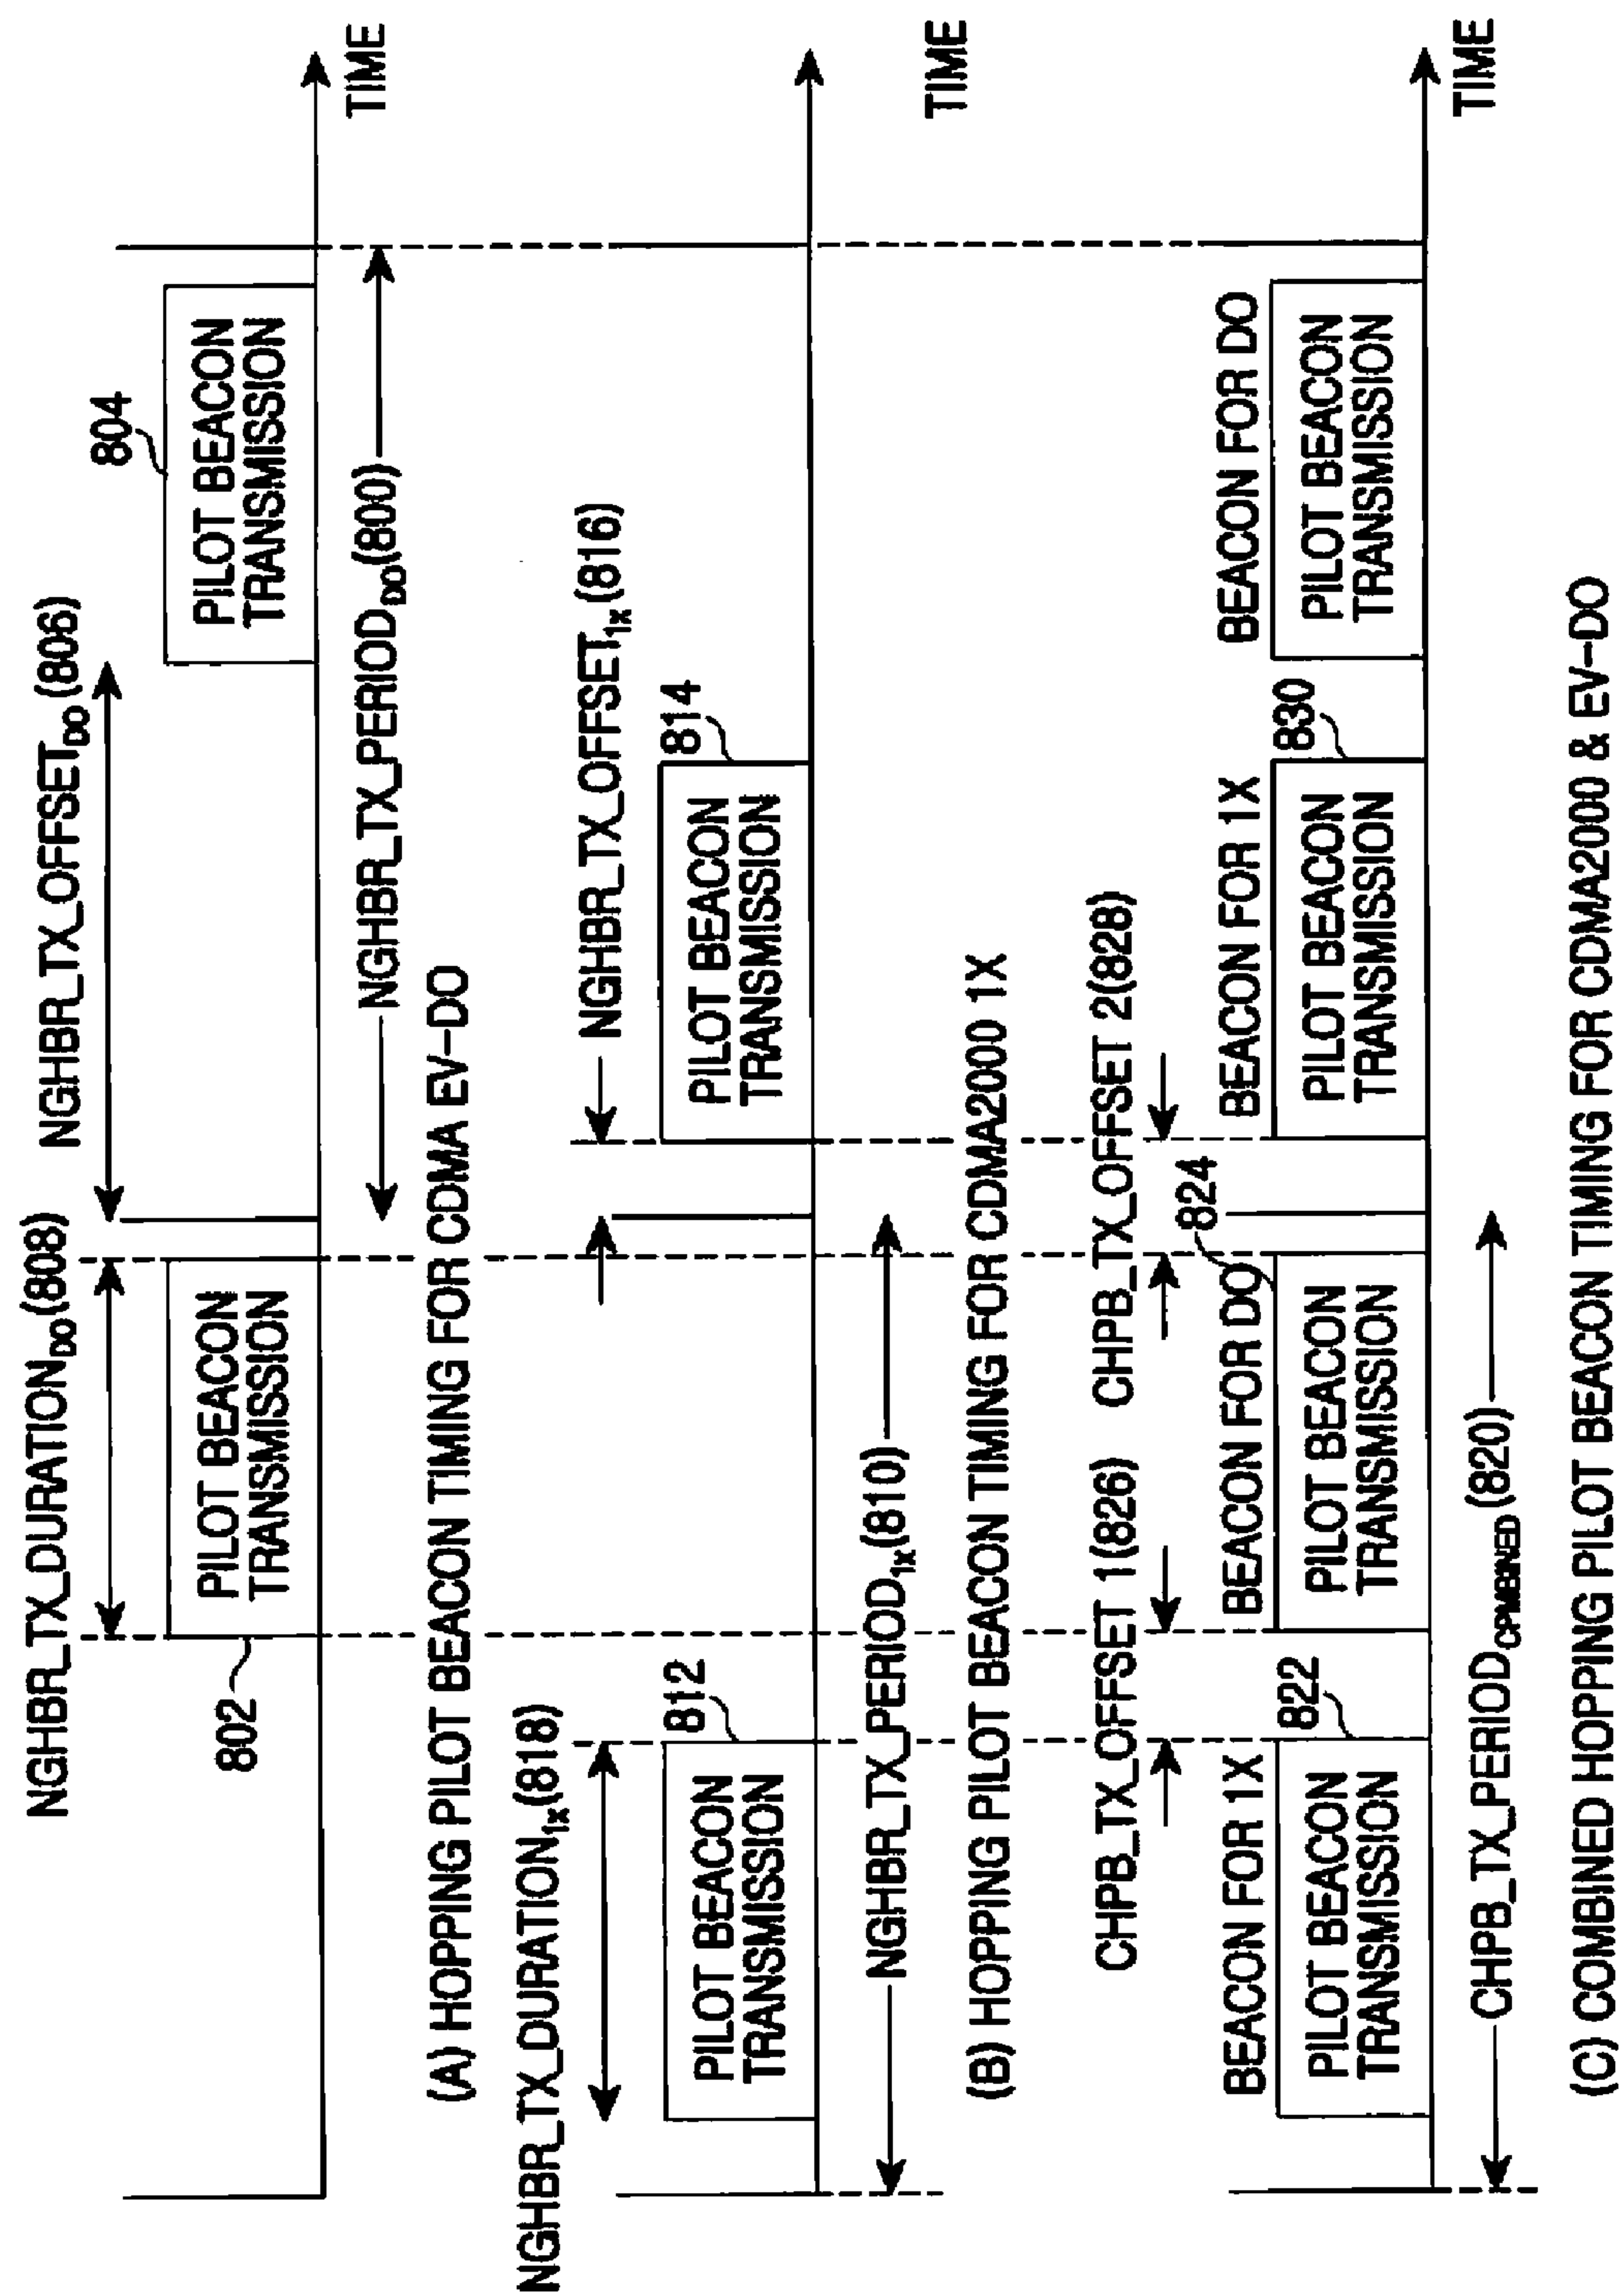 NGHBR_TX_DURATION_DO(808)
NGHBR_TX_OFFSET_DO(806)
802
PILOT BEACON
TRANSMISSION
804
PILOT BEACON
TRANSMISSION
TIME
NGHBR_TX_PERIOD_DO(800)
(A) HOPPING PILOT BEACON TIMING FOR CDMA EV-DO
NGHBR_TX_DURATION_1x(818)
NGHBR_TX_OFFSET_1x(816)
812
PILOT BEACON
TRANSMISSION
814
PILOT BEACON
TRANSMISSION
TIME
NGHBR_TX_PERIOD_1x(810)
(B) HOPPING PILOT BEACON TIMING FOR CDMA2000 1X
CHPB_TX_OFFSET 1(826)
CHPB_TX_OFFSET 2(828)
BEACON FOR 1X
822
PILOT BEACON
TRANSMISSION
BEACON FOR DO
824
PILOT BEACON
TRANSMISSION
BEACON FOR 1X
830
PILOT BEACON
TRANSMISSION
BEACON FOR DO
PILOT BEACON
TRANSMISSION
TIME
CHPB_TX_PERIOD_CPMBINED(820)
(C) COMBINED HOPPING PILOT BEACON TIMING FOR CDMA2000 & EV-DO